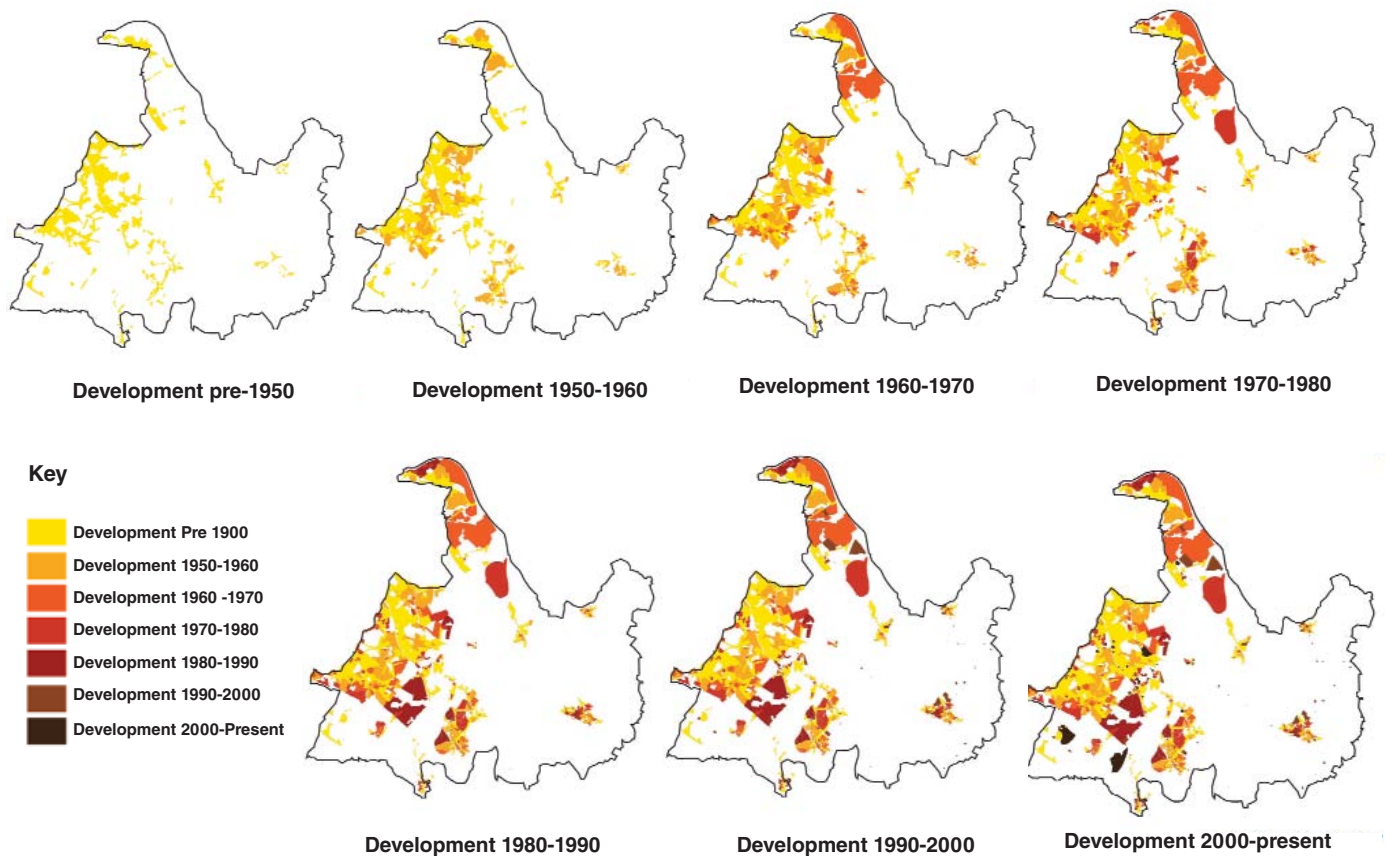 Development pre-1950
Development 1950-1960
Development 1960-1970
Development 1970-1980
Key
Development Pre 1900
Development 1950-1960
Development 1960 -1970
Development 1970-1980
Development 1980-1990
Development 1990-2000
Development 2000-Present
Development 1980-1990
Development 1990-2000
Development 2000-present